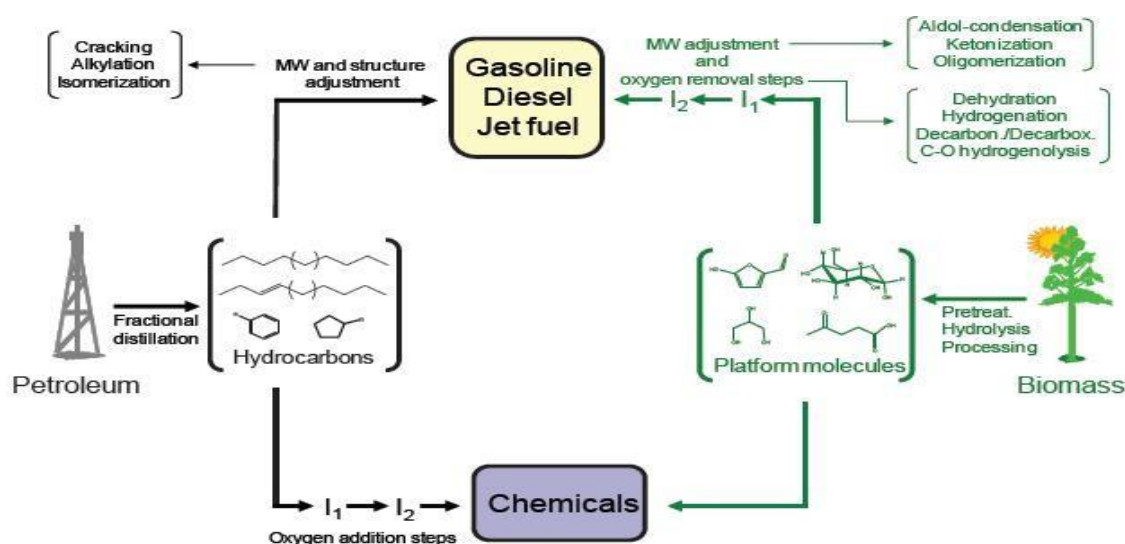 Cracking
Alkylation
Isomerization
MW and structure
adjustment
Gasoline
Diesel
Jet fuel
MW adjustment
and
oxygen removal steps
I₂
I₁
Aldol-condensation
Ketonization
Oligomerization
Dehydration
Hydrogenation
Decarbon./Decarbox.
C-O hydrogenolysis
Petroleum
Fractional
distillation
Hydrocarbons
Platform molecules
Pretreat.
Hydrolysis
Processing
Biomass
I₁
I₂
Oxygen addition steps
Chemicals